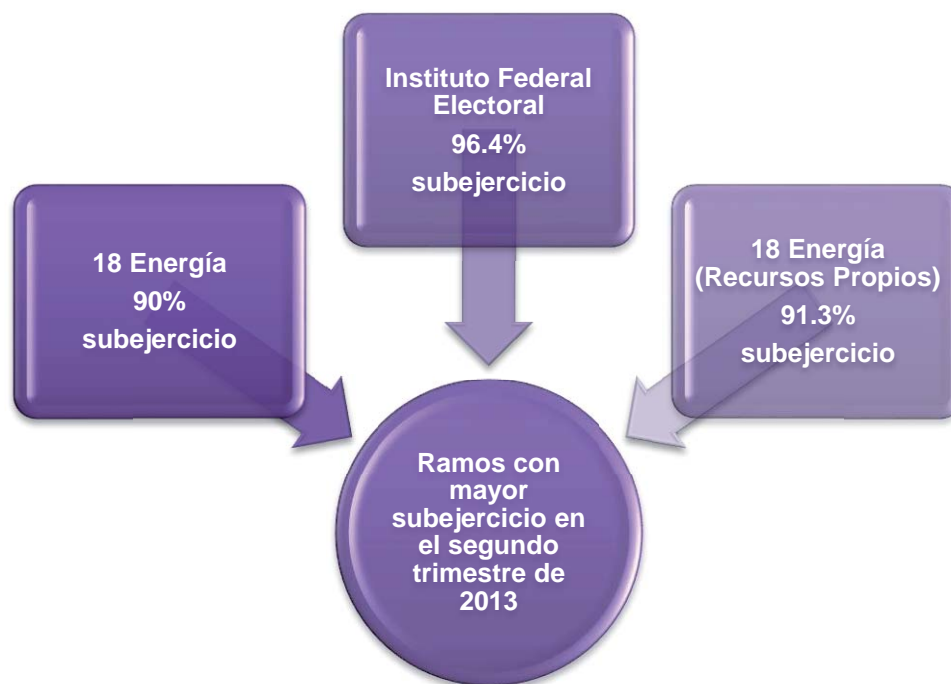 Instituto Federal
Electoral
96.4%
subejercicio
18 Energía
90%
subejercicio
18 Energía
(Recursos Propios)
91.3%
subejercicio
Ramos con
mayor
subejercicio en
el segundo
trimestre de
2013